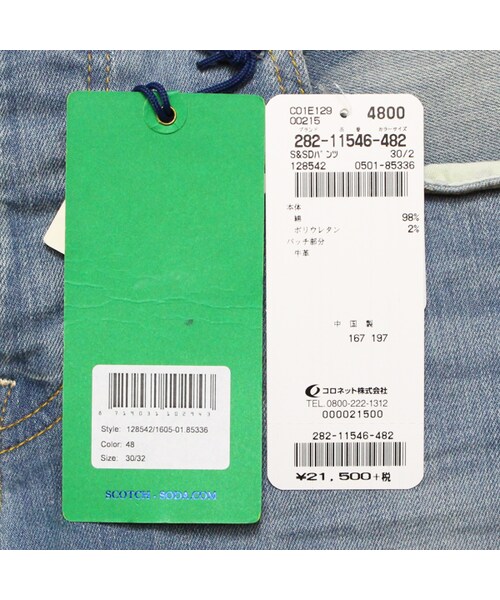 8 719031 102943
Style: 128542/1605-01.85336
Color: 48
Size: 30/32
SCOTCH-SODA.COM
C01E129
00215
4800
ブランド 品番 カラーサイズ
282-11546-482
S&SDパンツ 30/2
128542 0501-85336
本体
綿 98%
ポリウレタン 2%
パッチ部分
牛革
中国製
167 197
コロネット株式会社
TEL.0800-222-1312
000021500
282-11546-482
¥21,500+税